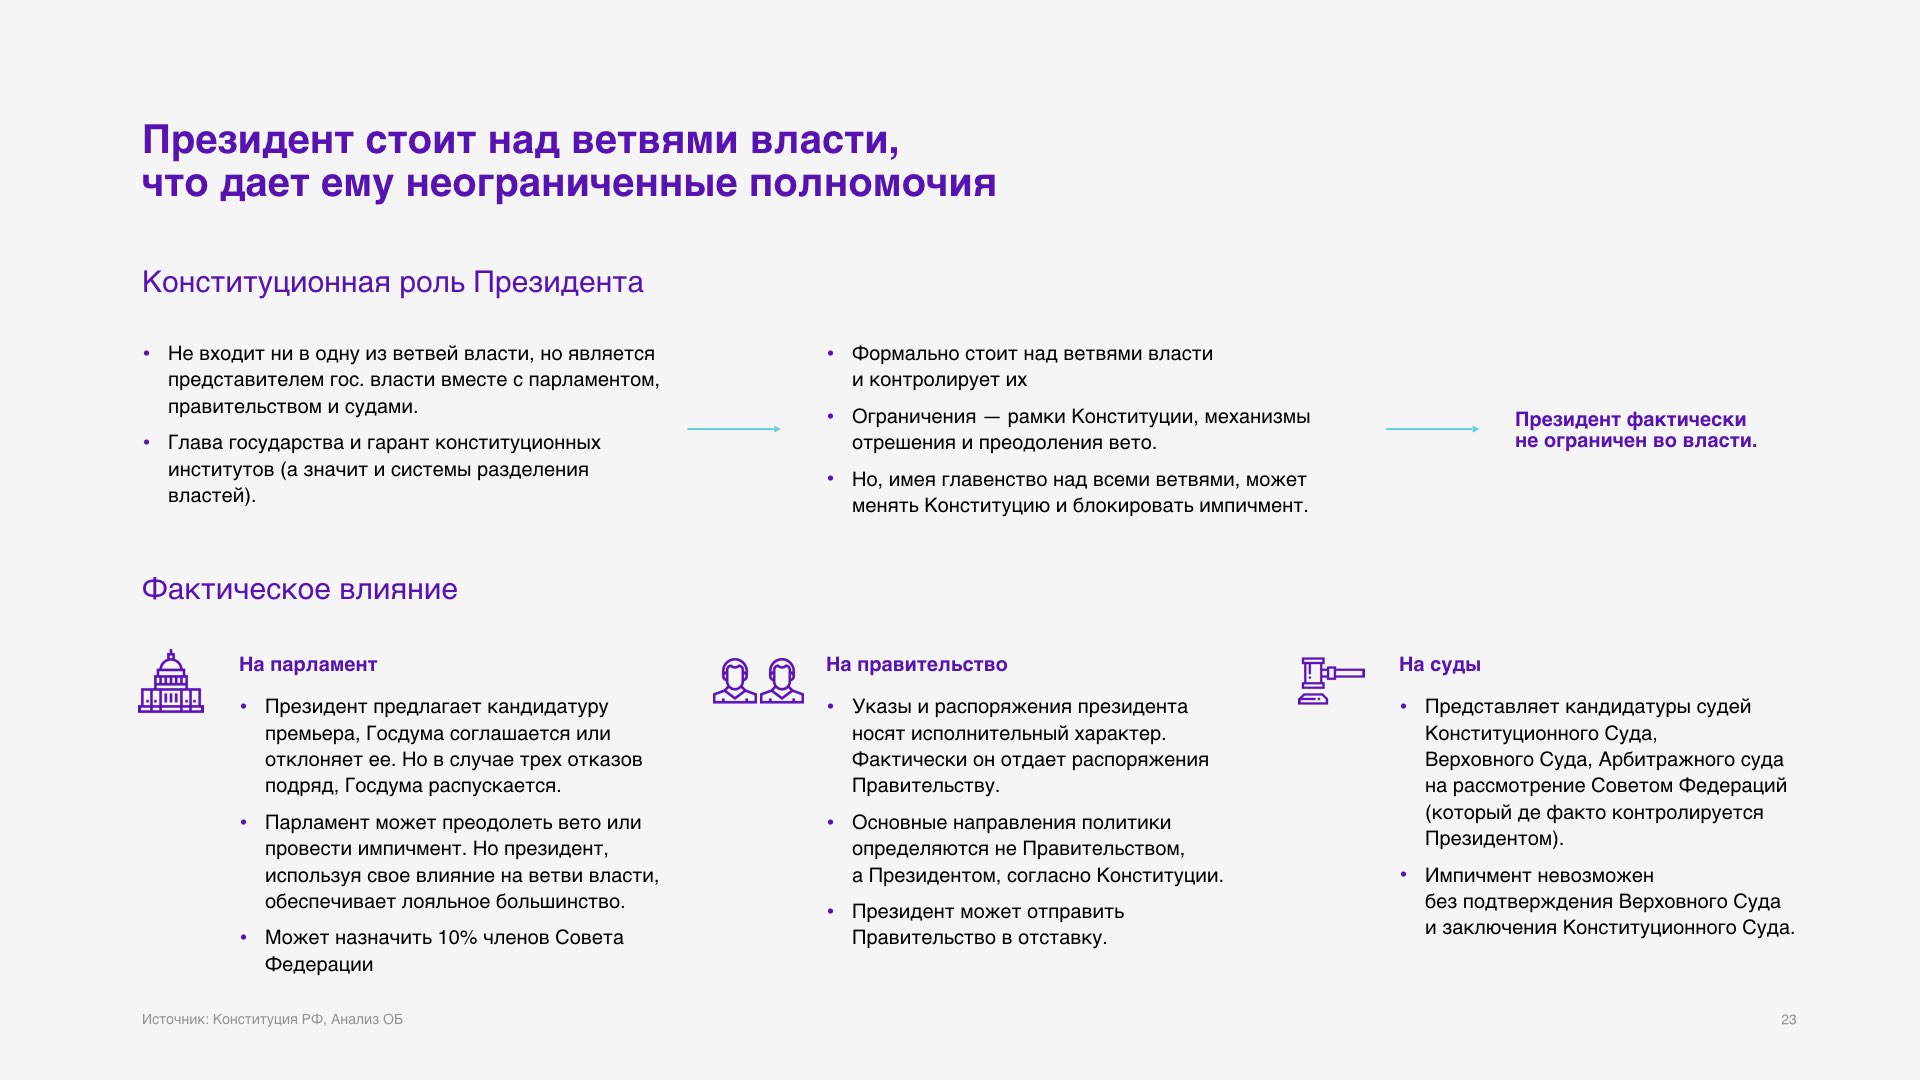 Президент стоит над ветвями власти,
что дает ему неограниченные полномочия
Конституционная роль Президента
• Не входит ни в одну из ветвей власти, но является
представителем гос. власти вместе с парламентом,
правительством и судами.
• Глава государства и гарант конституционных
институтов (а значит и системы разделения
властей).
• Формально стоит над ветвями власти
и контролирует их
• Ограничения — рамки Конституции, механизмы
отрешения и преодоления вето.
• Но, имея главенство над всеми ветвями, может
менять Конституцию и блокировать импичмент.
Президент фактически
не ограничен во власти.
Фактическое влияние
На парламент
• Президент предлагает кандидатуру
премьера, Госдума соглашается или
отклоняет ее. Но в случае трех отказов
подряд, Госдума распускается.
• Парламент может преодолеть вето или
провести импичмент. Но президент,
используя свое влияние на ветви власти,
обеспечивает лояльное большинство.
• Может назначить 10% членов Совета
Федерации
На правительство
• Указы и распоряжения президента
носят исполнительный характер.
Фактически он отдает распоряжения
Правительству.
• Основные направления политики
определяются не Правительством,
а Президентом, согласно Конституции.
• Президент может отправить
Правительство в отставку.
На суды
• Представляет кандидатуры судей
Конституционного Суда,
Верховного Суда, Арбитражного суда
на рассмотрение Советом Федераций
(который де факто контролируется
Президентом).
• Импичмент невозможен
без подтверждения Верховного Суда
и заключения Конституционного Суда.
Источник: Конституция РФ, Анализ ОБ
23